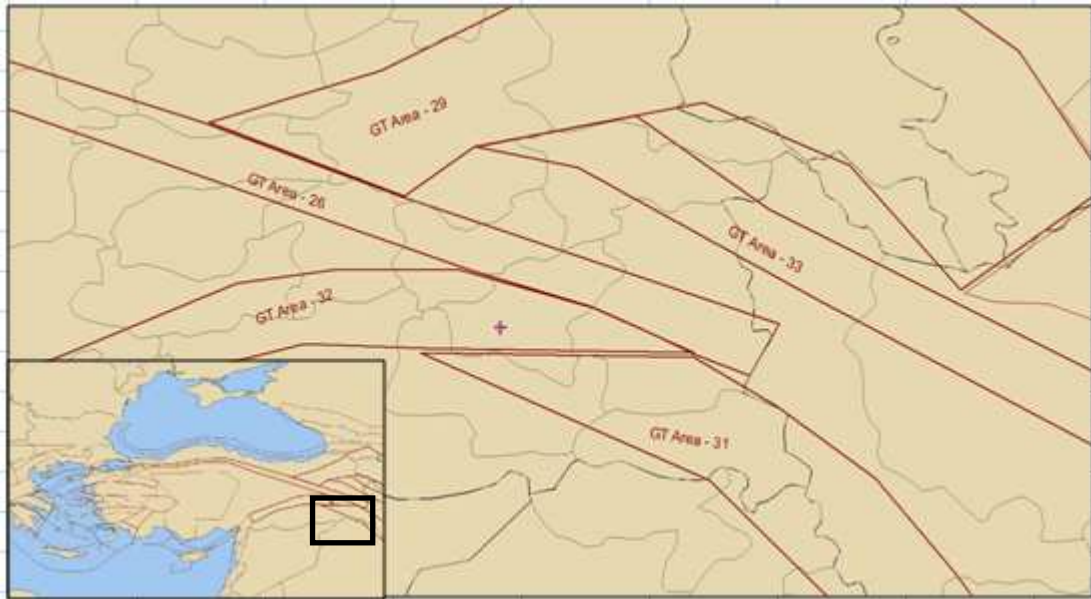 GT Area - 29
GT Area - 26
GT Area - 33
GT Area - 32
GT Area - 31